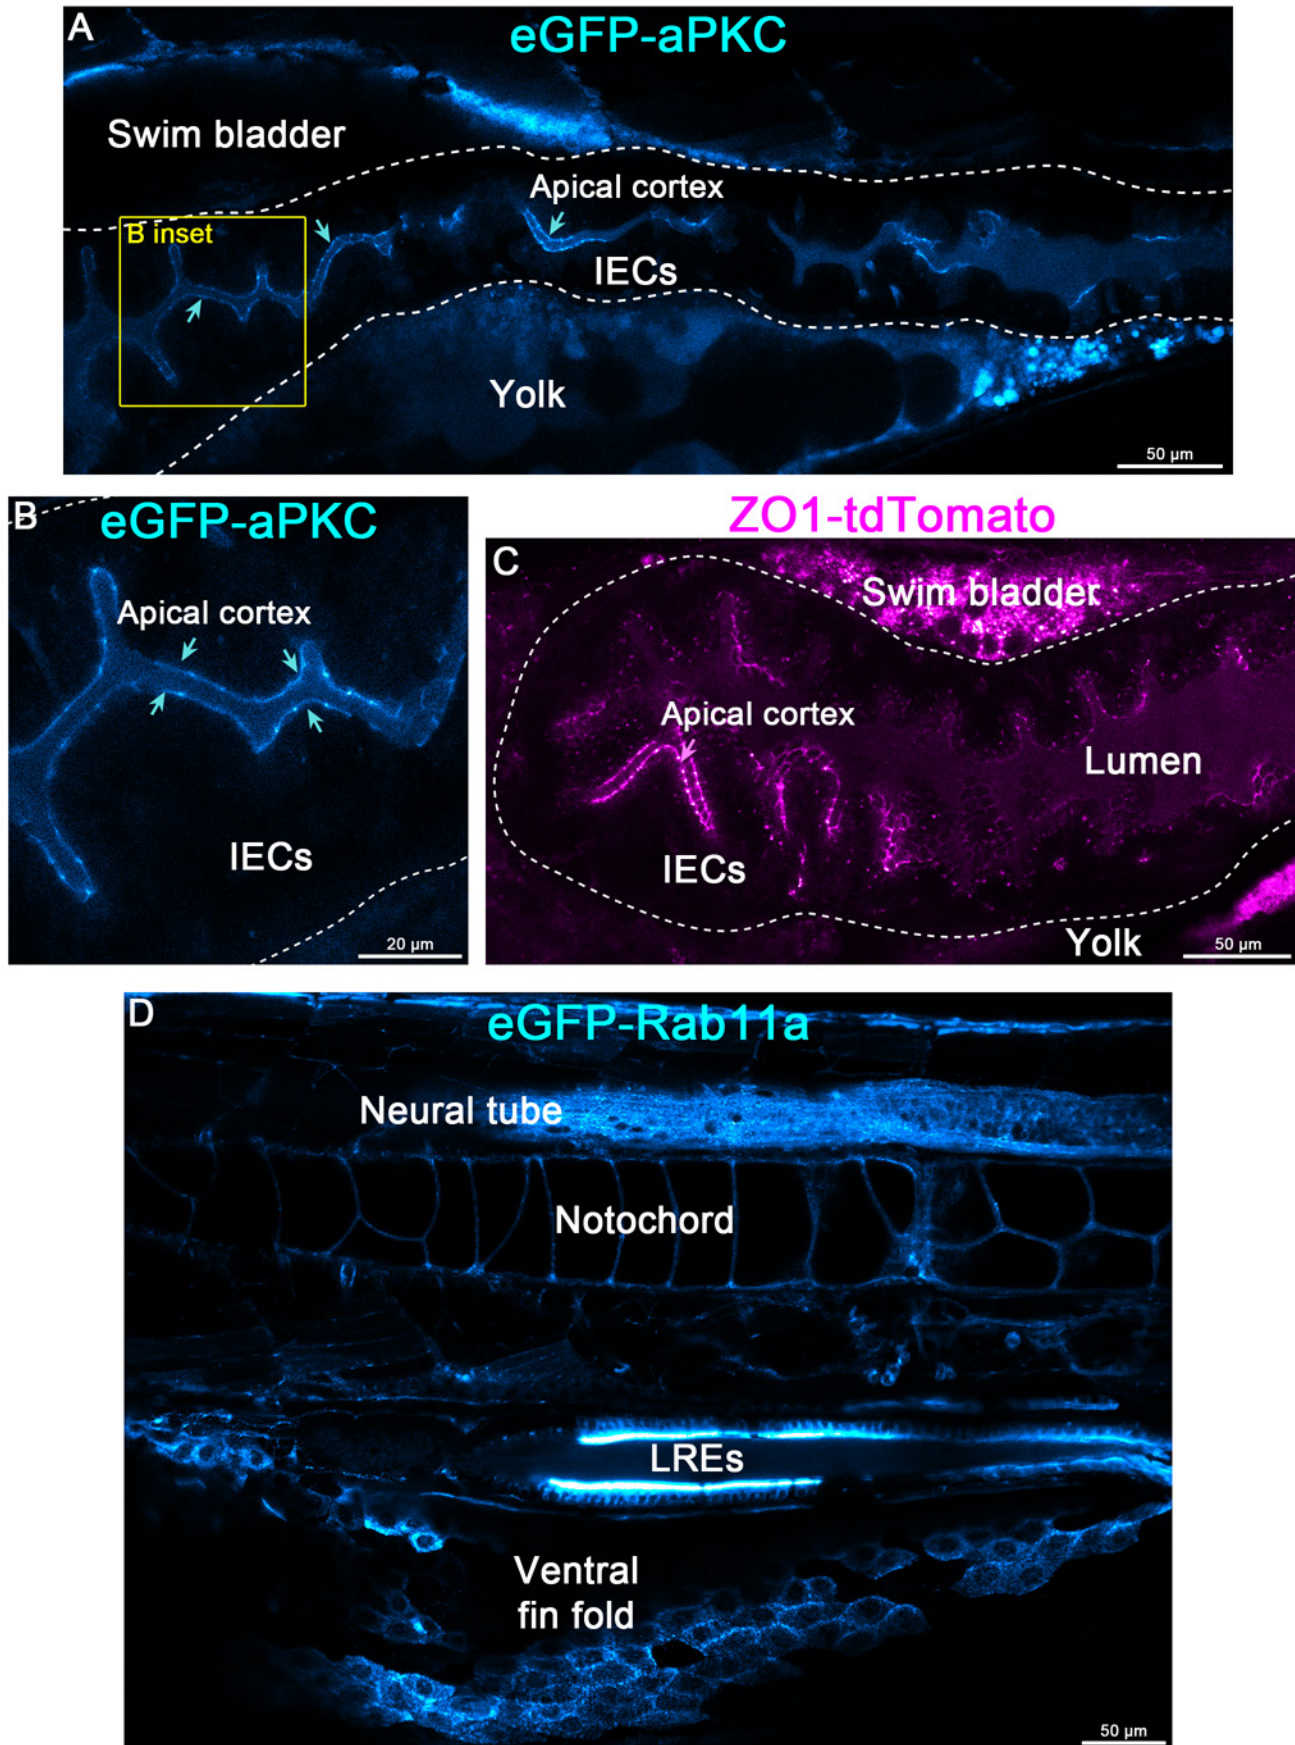 A
eGFP-aPKC
Swim bladder
Apical cortex
B inset
IECs
Yolk
50 µm
B
eGFP-aPKC
Apical cortex
IECs
20 µm
ZO1-tdTomato
C
Swim bladder
Apical cortex
Lumen
IECs
Yolk
50 µm
D
eGFP-Rab11a
Neural tube
Notochord
LREs
Ventral
fin fold
50 µm